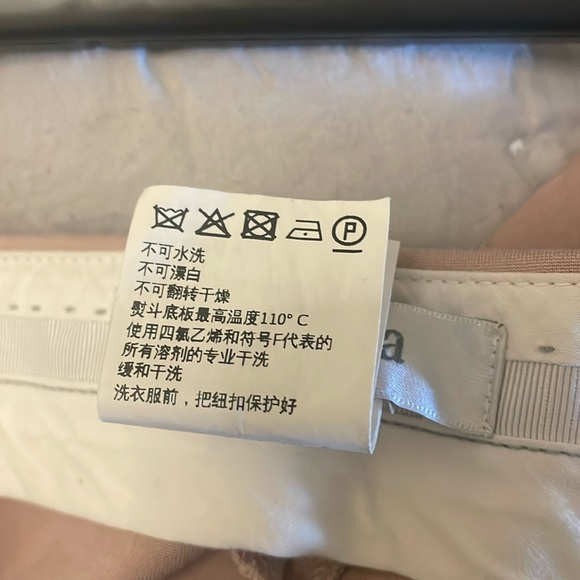 P
不可水洗
不可漂白
不可翻转干燥
熨斗底板最高温度110° C
使用四氯乙烯和符号F代表的
所有溶剂的专业干洗
缓和干洗
洗衣服前，把纽扣保护好
a